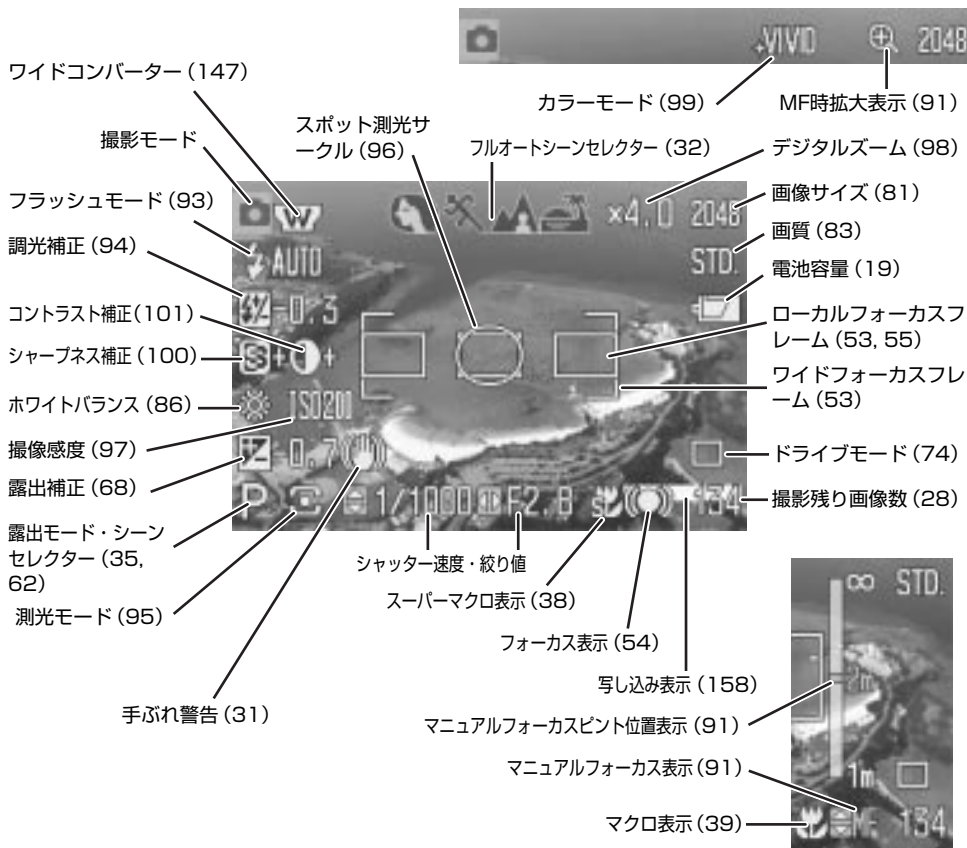 +VIVID 2048
ワイドコンバーター(147)
カラーモード(99)
MF時拡大表示(91)
撮影モード
スポット測光サ
ークル(96)
フルオートシーンセレクター(32)
デジタルズーム(98)
フラッシュモード(93)
W
×4.0 2048
画像サイズ(81)
調光補正(94)
AUTO
STD.
画質(83)
電池容量(19)
コントラスト補正(101)
-0.3
ローカルフォーカスフ
レーム(53, 55)
シャープネス補正(100)
S+ +
ワイドフォーカスフレ
ーム(53)
ホワイトバランス(86)
ISO200
撮像感度(97)
-0.7
ドライブモード(74)
露出補正(68)
P 1/1000 F2.8 134
撮影残り画像数(28)
露出モード・シーン
セレクター(35,
62)
シャッター速度・絞り値
スーパーマクロ表示(38)
測光モード(95)
フォーカス表示(54)
∞ STD.
写し込み表示(158)
2m
手ぶれ警告(31)
マニュアルフォーカスピント位置表示(91)
マニュアルフォーカス表示(91)
1m
マクロ表示(39)
MF 134